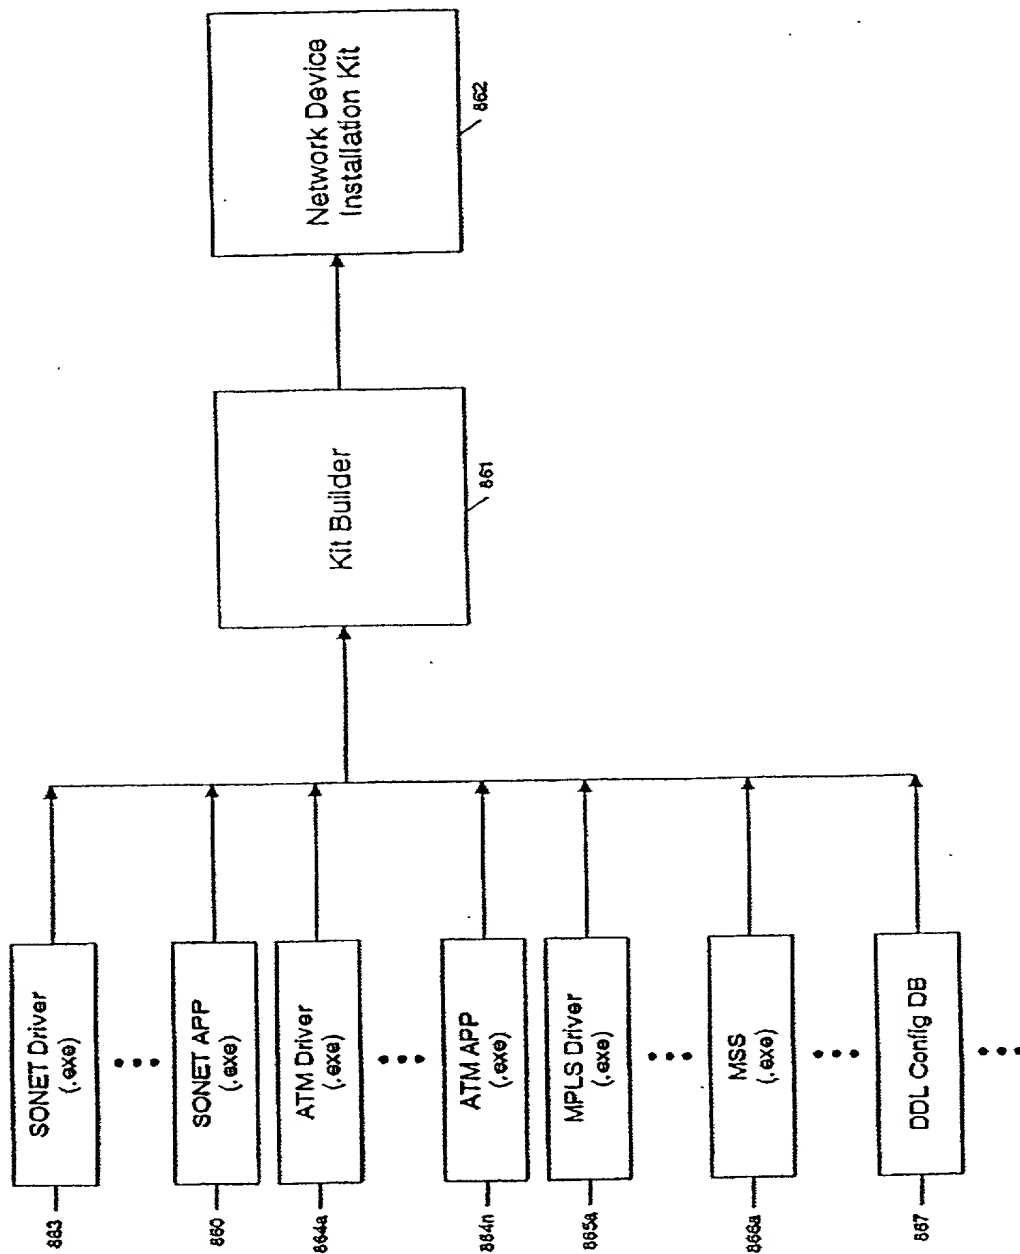 863
SONET Driver
(.exe)
860
SONET APP
(.exe)
864a
ATM Driver
(.exe)
864n
ATM APP
(.exe)
865a
MPLS Driver
(.exe)
866a
MSS
(.exe)
867
DDL Config DB
Kit Builder
861
Network Device
Installation Kit
862